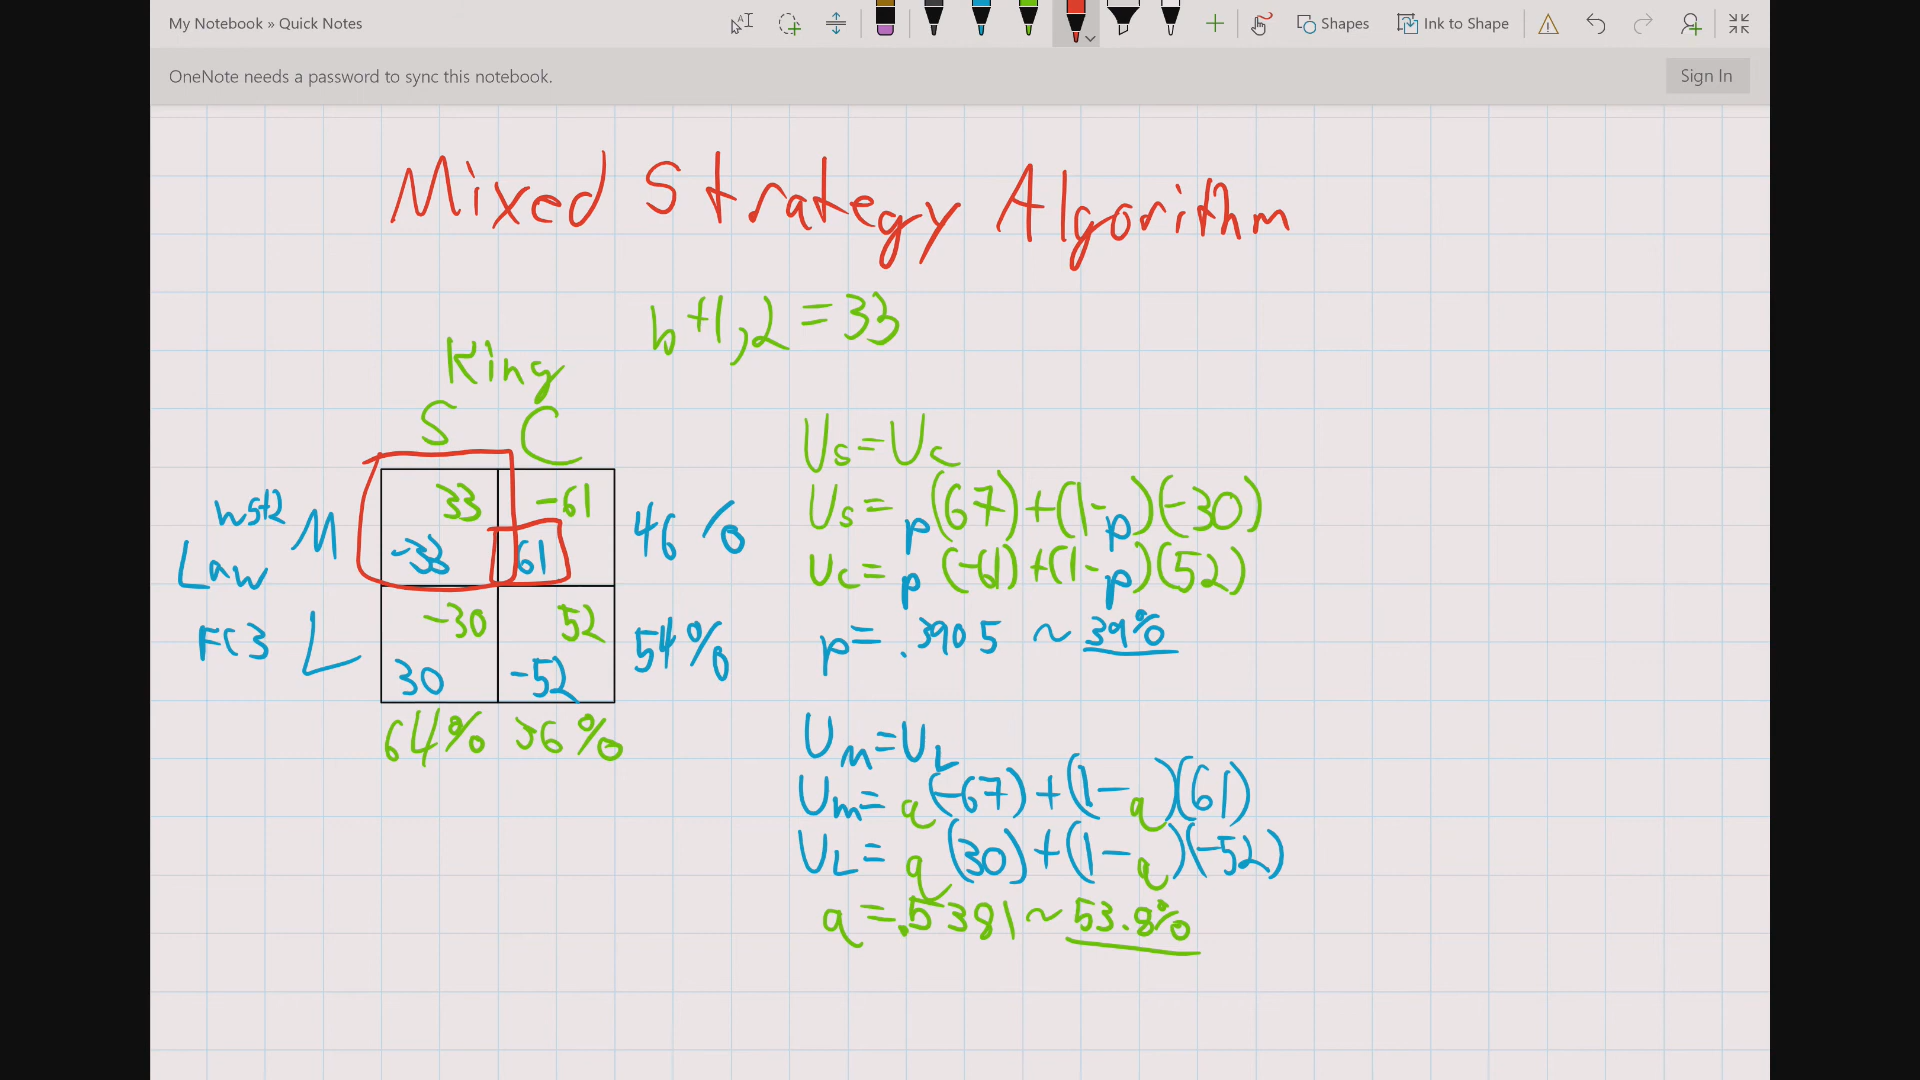 My Notebook » Quick Notes
Shapes
Ink to Shape
OneNote needs a password to sync this notebook.
Sign In
Mixed Strategy Algorithm
b+1,2 = 33
King
S C
33 -61
ws+2 M
-33 61
46%
Law
-30 52
FC3 L
30 -52
54%
64% 36%
Us = Uc
Us = p(67)+(1-p)(-30)
Uc = p(-61)+(1-p)(52)
p = .3905 ~ 39%
UM = UL
Um = q(-67)+(1-q)(61)
UL = q(30)+(1-q)(-52)
q = .5381 ~ 53.8%